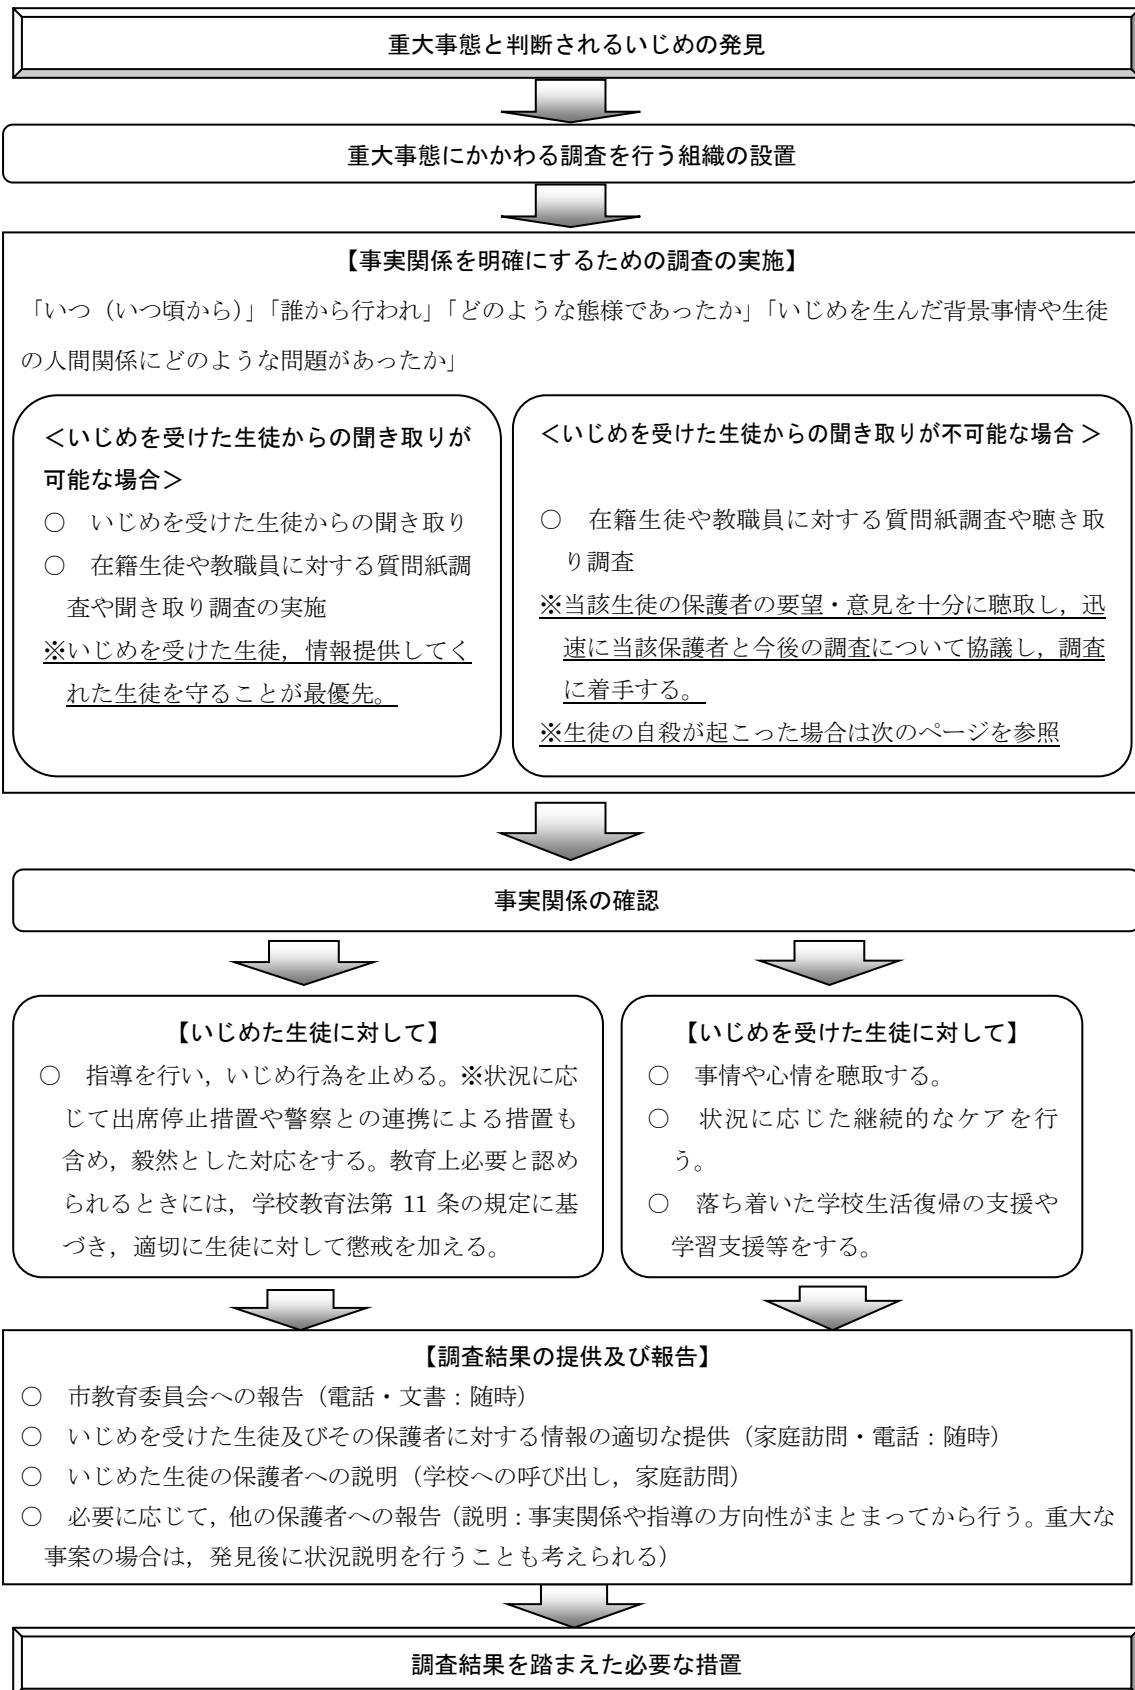 重大事態と判断されるいじめの発見
重大事態にかかわる調査を行う組織の設置
【事実関係を明確にするための調査の実施】
「いつ（いつ頃から）」「誰から行われ」「どのような態様であったか」「いじめを生んだ背景事情や生徒
の人間関係にどのような問題があったか」
＜いじめを受けた生徒からの聞き取りが
可能な場合＞
○　いじめを受けた生徒からの聞き取り
○　在籍生徒や教職員に対する質問紙調
査や聞き取り調査の実施
※いじめを受けた生徒，情報提供してく
れた生徒を守ることが最優先。
＜いじめを受けた生徒からの聞き取りが不可能な場合 ＞
○　在籍生徒や教職員に対する質問紙調査や聴き取
り調査
※当該生徒の保護者の要望・意見を十分に聴取し，迅
速に当該保護者と今後の調査について協議し，調査
に着手する。
※生徒の自殺が起こった場合は次のページを参照
事実関係の確認
【いじめた生徒に対して】
○　指導を行い，いじめ行為を止める。※状況に応
じて出席停止措置や警察との連携による措置も
含め，毅然とした対応をする。教育上必要と認め
られるときには，学校教育法第 11 条の規定に基
づき，適切に生徒に対して懲戒を加える。
【いじめを受けた生徒に対して】
○　事情や心情を聴取する。
○　状況に応じた継続的なケアを行
う。
○　落ち着いた学校生活復帰の支援や
学習支援等をする。
【調査結果の提供及び報告】
○　市教育委員会への報告（電話・文書：随時）
○　いじめを受けた生徒及びその保護者に対する情報の適切な提供（家庭訪問・電話：随時）
○　いじめた生徒の保護者への説明（学校への呼び出し，家庭訪問）
○　必要に応じて，他の保護者への報告（説明：事実関係や指導の方向性がまとまってから行う。重大な
事案の場合は，発見後に状況説明を行うことも考えられる）
調査結果を踏まえた必要な措置